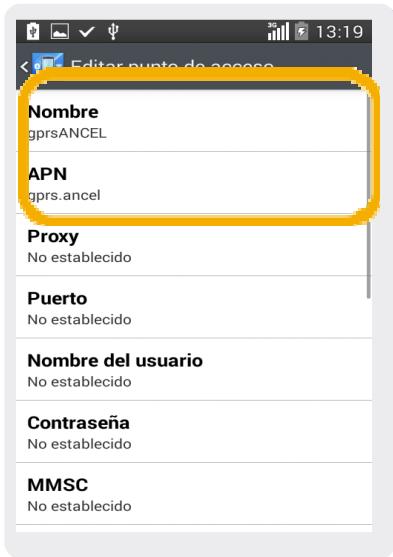 3G 13:19
Editar punto de acceso
Nombre
gprsANCEL
APN
gprs.ancel
Proxy
No establecido
Puerto
No establecido
Nombre del usuario
No establecido
Contraseña
No establecido
MMSC
No establecido